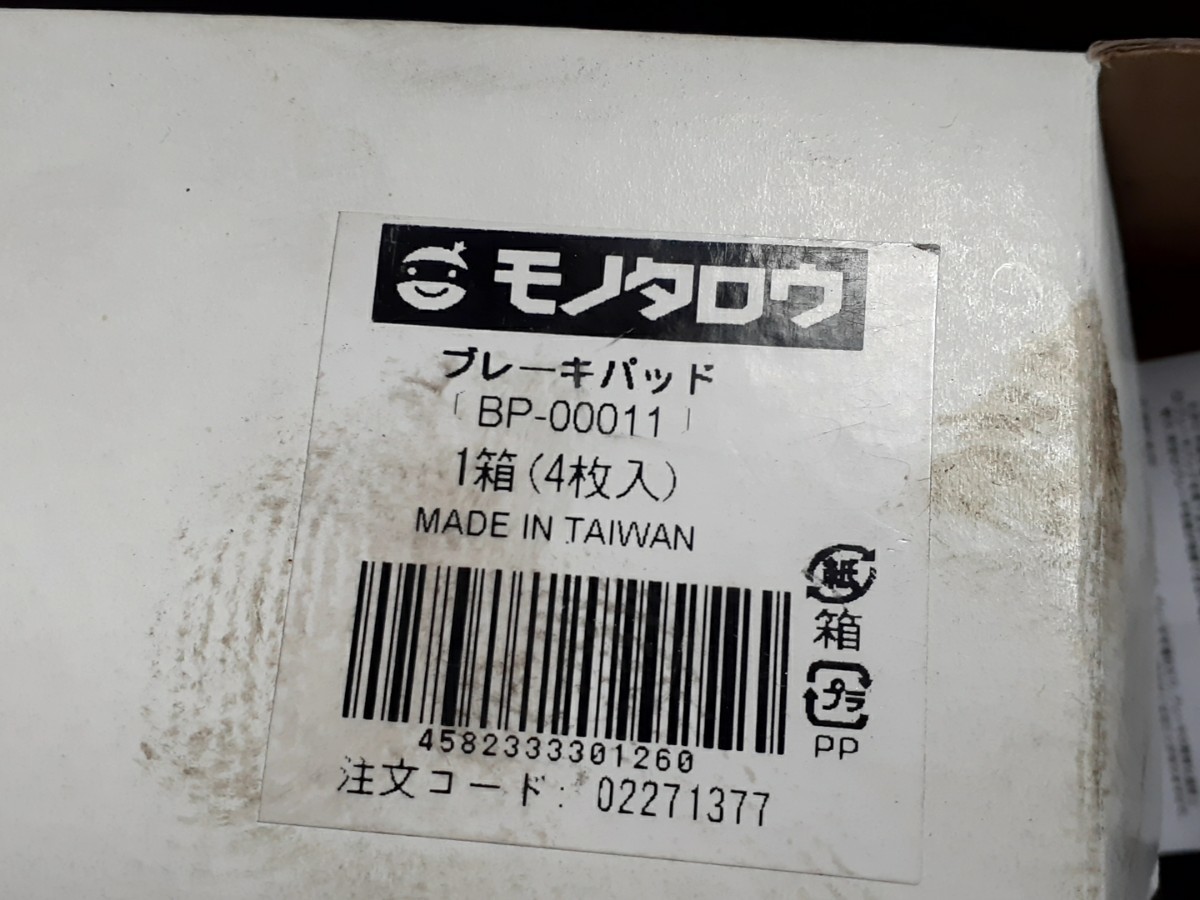 モノタロウ
ブレーキパッド
［BP-00011］
1箱(4枚入)
MADE IN TAIWAN
紙
箱
プラ
PP
4582333301260
注文コード: 02271377